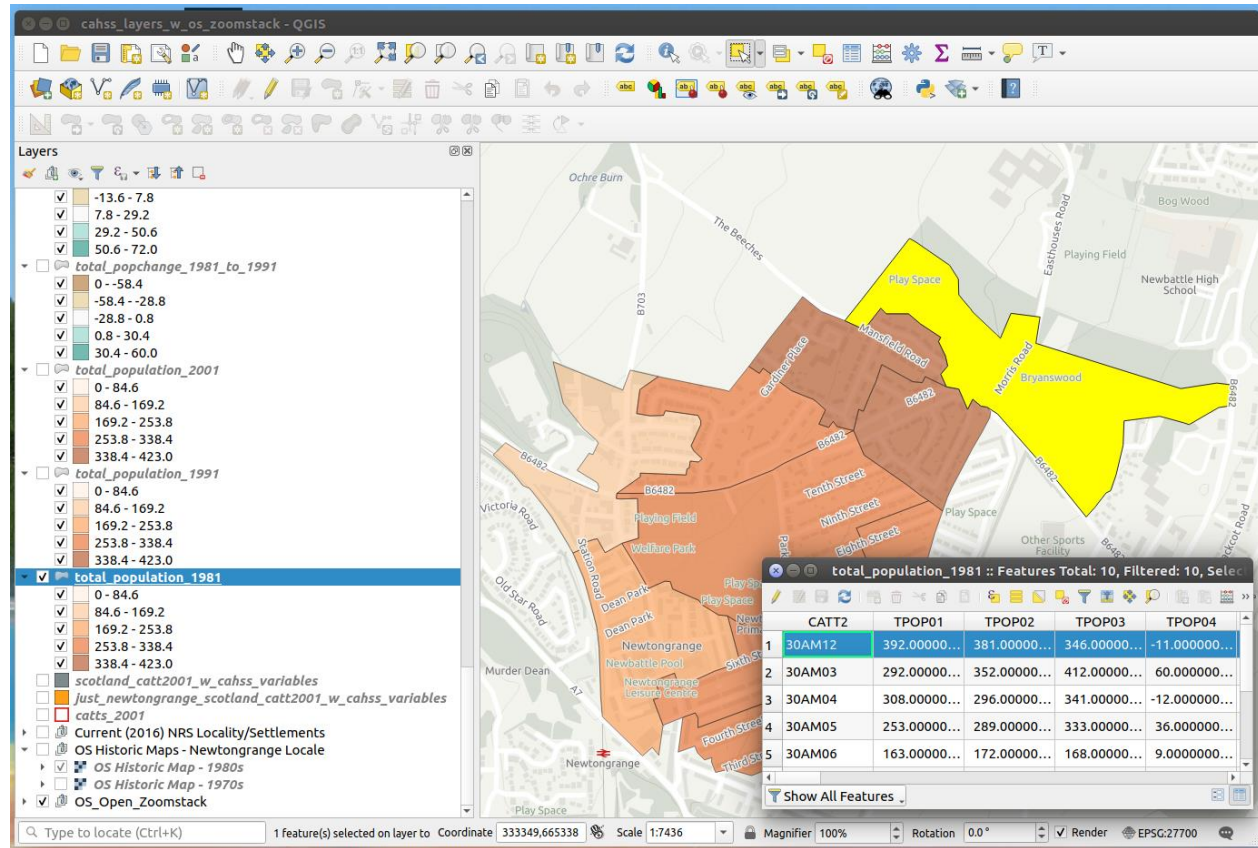 cahss_layers_w_os_zoomstack - QGIS
Layers
-13.6 - 7.8
7.8 - 29.2
29.2 - 50.6
50.6 - 72.0
total_popchange_1981_to_1991
0 - -58.4
-58.4 - -28.8
-28.8 - 0.8
0.8 - 30.4
30.4 - 60.0
total_population_2001
0 - 84.6
84.6 - 169.2
169.2 - 253.8
253.8 - 338.4
338.4 - 423.0
total_population_1991
0 - 84.6
84.6 - 169.2
169.2 - 253.8
253.8 - 338.4
338.4 - 423.0
total_population_1981
0 - 84.6
84.6 - 169.2
169.2 - 253.8
253.8 - 338.4
338.4 - 423.0
scotland_catt2001_w_cahss_variables
just_newtongrange_scotland_catt2001_w_cahss_variables
catts_2001
Current (2016) NRS Locality/Settlements
OS Historic Maps - Newtongrange Locale
OS Historic Map - 1980s
OS Historic Map - 1970s
OS_Open_Zoomstack
Ochre Burn
The Beeches
B703
Bog Wood
Easthouses Road
Playing Field
Newbattle High
School
Play Space
Mansfield Road
Gardiner Place
Morris Road
Bryanswood
B6482
B6482
B6482
B6482
B6482
B6482
Tenth Street
Ninth Street
Eighth Street
Victoria Road
Playing Field
Welfare Park
Play Space
Other Sports
Facility
Station Road
Old Star Road
Dean Park
Dean Park
Play Space
Newtongrange
Newbattle Pool
Newtongrange
Leisure Centre
Murder Dean
A7
Sixth St
Fourth Street
Third St
Newtongrange
Play Space
total_population_1981 :: Features Total: 10, Filtered: 10, Selec
CATT2 TPOP01 TPOP02 TPOP03 TPOP04
1 30AM12 392.00000... 381.00000... 346.00000... -11.000000...
2 30AM03 292.00000... 352.00000... 412.00000... 60.000000...
3 30AM04 308.00000... 296.00000... 341.00000... -12.000000...
4 30AM05 253.00000... 289.00000... 333.00000... 36.000000...
5 30AM06 163.00000... 172.00000... 168.00000... 9.0000000...
Show All Features
Type to locate (Ctrl+K) 1 feature(s) selected on layer to Coordinate 333349,665338 Scale 1:7436 Magnifier 100% Rotation 0.0 ° Render EPSG:27700